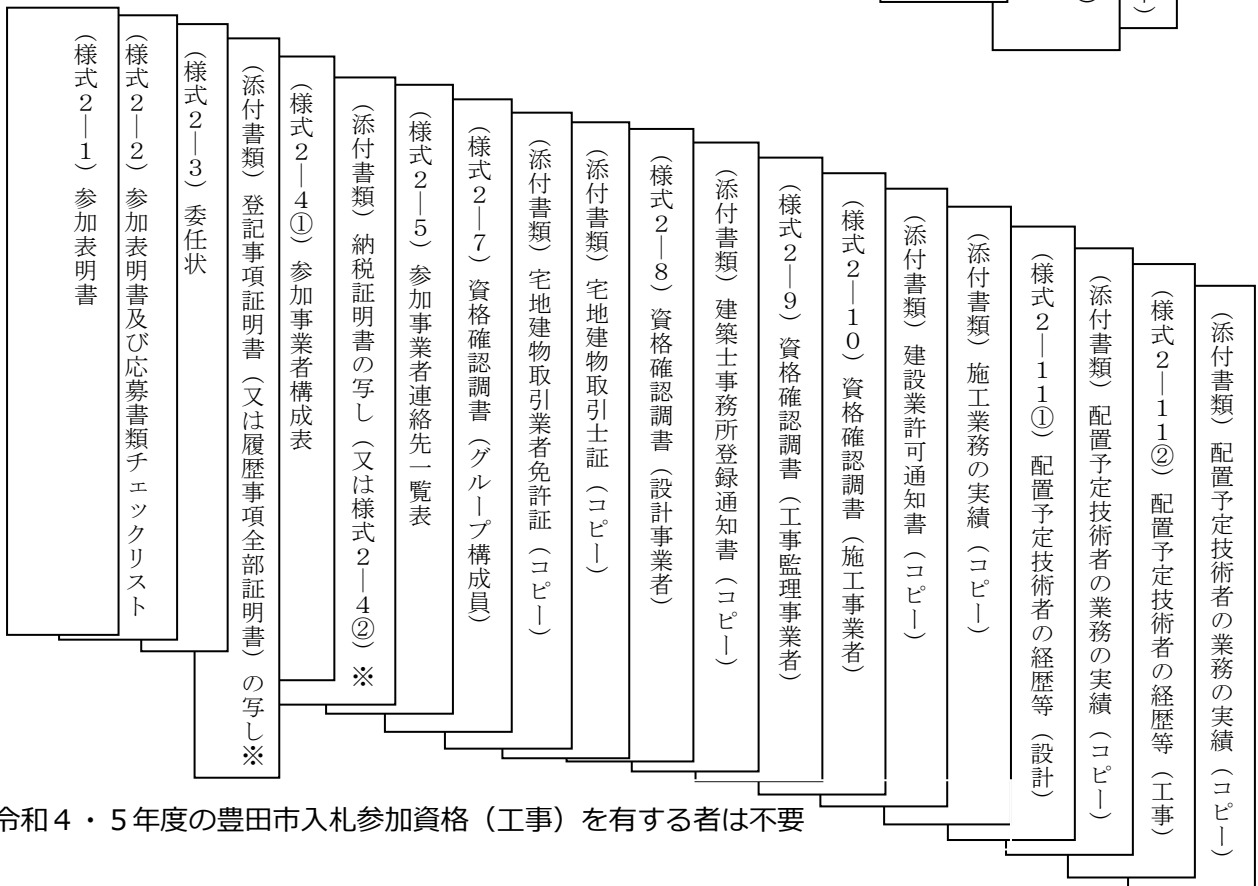 （様式２―１）参加表明書
（様式２―２）参加表明書及び応募書類チェックリスト
（様式２―３）委任状
（添付書類）登記事項証明書（又は履歴事項全部証明書）の写し※
（様式２―４①）参加事業者構成表
（添付書類）納税証明書の写し（又は様式２―４②）※
（様式２―５）参加事業者連絡先一覧表
（様式２―７）資格確認調書（グループ構成員）
（添付書類）宅地建物取引業者免許証（コピー）
（添付書類）宅地建物取引士証（コピー）
（様式２―８）資格確認調書（設計事業者）
（添付書類）建築士事務所登録通知書（コピー）
（様式２―９）資格確認調書（工事監理事業者）
（様式２―１０）資格確認調書（施工事業者）
（添付書類）建設業許可通知書（コピー）
（添付書類）施工業務の実績（コピー）
（様式２―１１①）配置予定技術者の経歴等（設計）
（添付書類）配置予定技術者の業務の実績（コピー）
（様式２―１１②）配置予定技術者の経歴等（工事）
（添付書類）配置予定技術者の業務の実績（コピー）
令和４・５年度の豊田市入札参加資格（工事）を有する者は不要